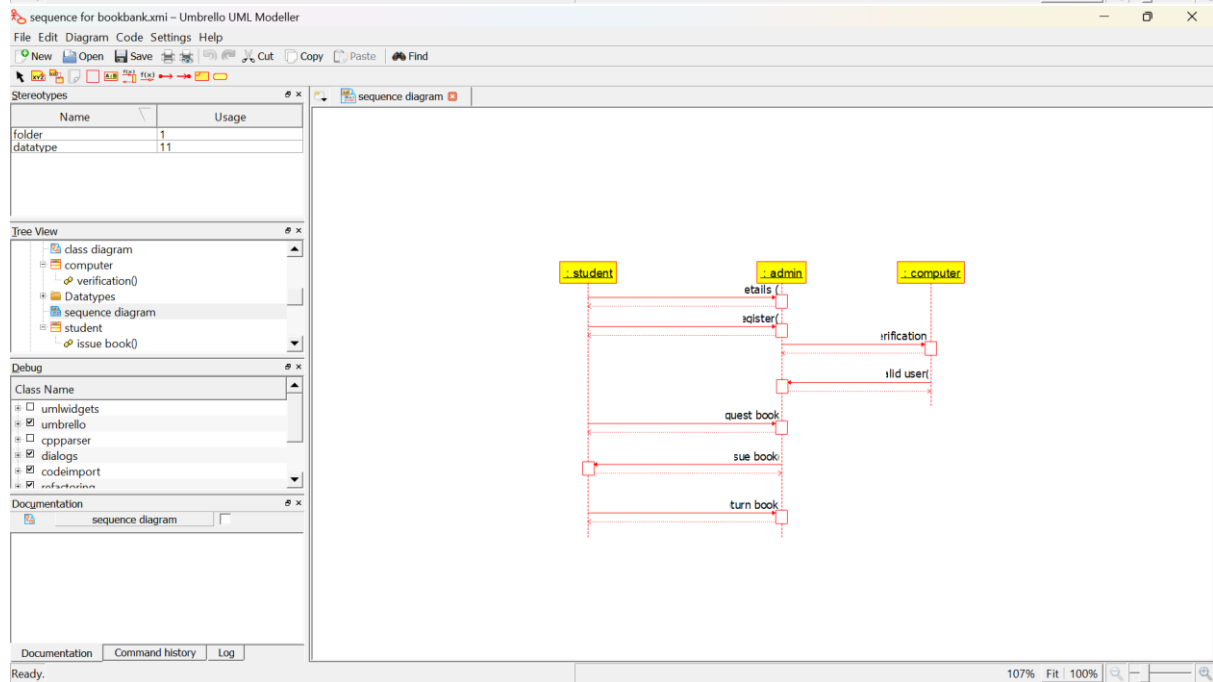 sequence for bookbank.xmi – Umbrello UML Modeller
File Edit Diagram Code Settings Help
New Open Save Cut Copy Paste Find
Stereotypes
sequence diagram
Name Usage
folder 1
datatype 11
Tree View
class diagram
computer
verification()
Datatypes
sequence diagram
student
issue book()
Debug
Class Name
umlwidgets
umbrello
cppparser
dialogs
codeimport
refactoring
Documentation
sequence diagram
Documentation Command history Log
: student : admin : computer
etails (
egister(
erification
alid user(
quest book
sue book
turn book
Ready.
107% Fit 100%